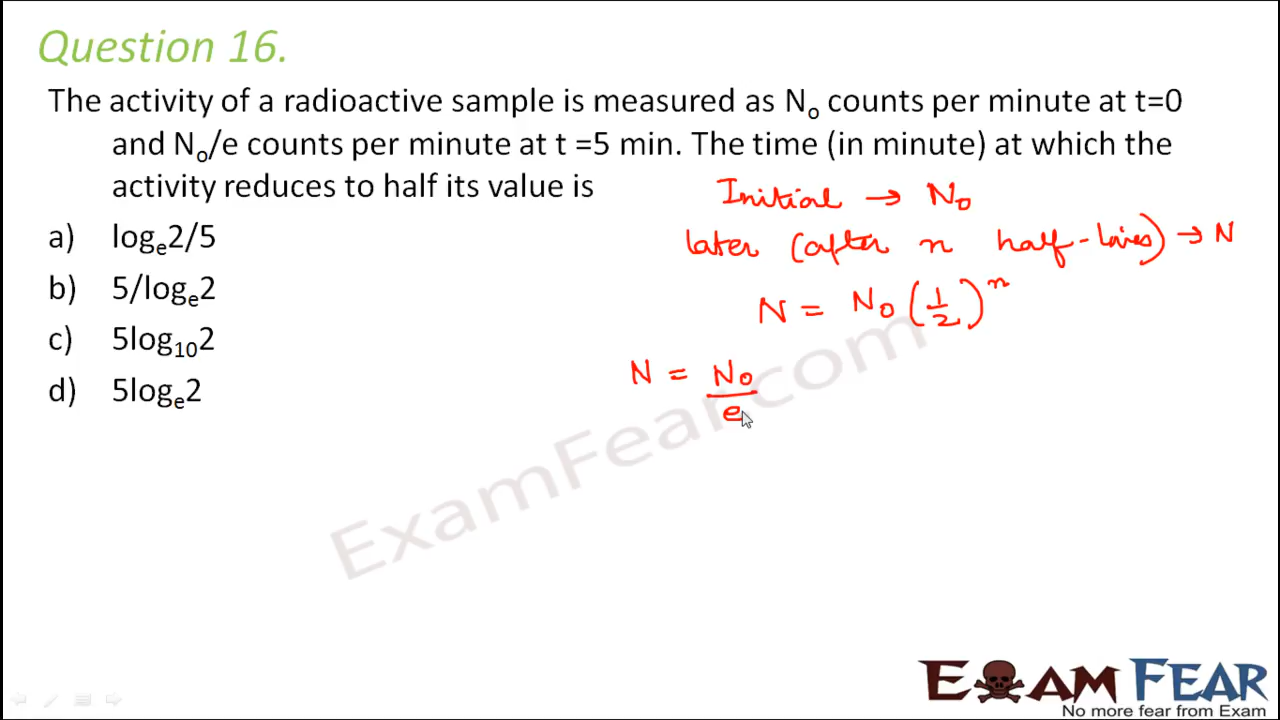 Question 16.
The activity of a radioactive sample is measured as Nₒ counts per minute at t=0
and Nₒ/e counts per minute at t =5 min. The time (in minute) at which the
activity reduces to half its value is
Initial → N₀
later (after n half-lives) → N
a) logₑ2/5
b) 5/logₑ2
N = N₀ (1/2)ⁿ
c) 5log₁₀2
N = N₀/e
d) 5logₑ2
ExamFear.com
EXAM FEAR
No more fear from Exam